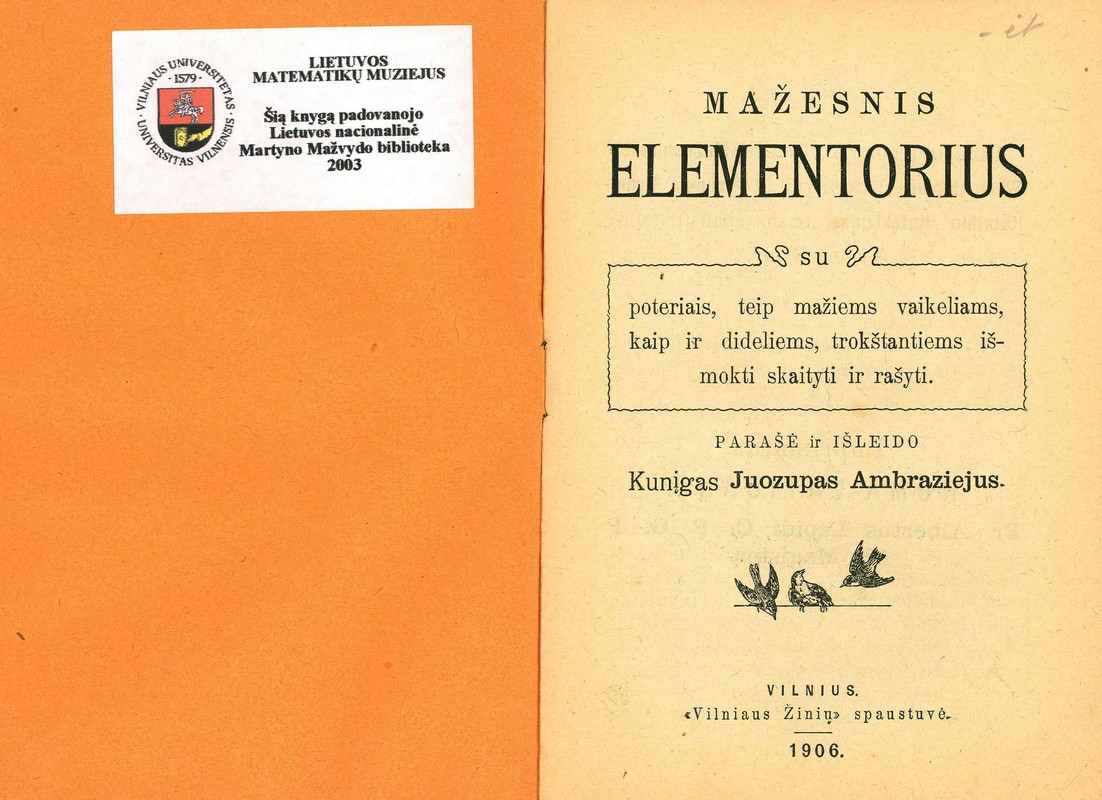 VILNIAUS UNIVERSITETAS
· 1579 ·
UNIVERSITAS VILNENSIS
LIETUVOS
MATEMATIKŲ MUZIEJUS
Šią knygą padovanojo
Lietuvos nacionalinė
Martyno Mažvydo biblioteka
2003
MAŽESNIS
ELEMENTORIUS
su
poteriais, teip mažiems vaikeliams,
kaip ir dideliems, trokštantiems iš-
mokti skaityti ir rašyti.
PARAŠĖ ir IŠLEIDO
Kunįgas Juozupas Ambraziejus.
VILNIUS.
«Vilniaus Žinių» spaustuvė.
1906.